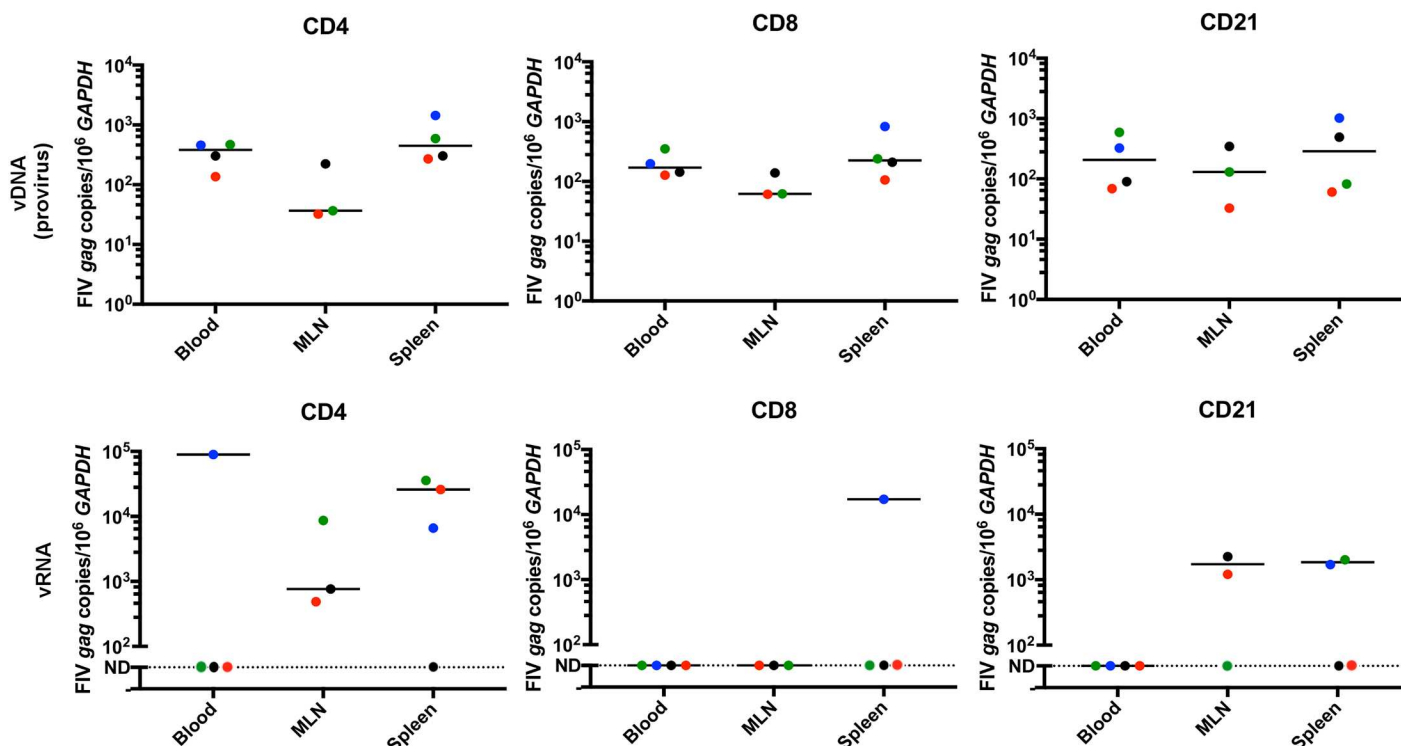 CD4
CD8
CD21
vDNA
(provirus)
FIV gag copies/10⁶ GAPDH
10⁴
10³
10²
10¹
10⁰
Blood
MLN
Spleen
FIV gag copies/10⁶ GAPDH
10⁴
10³
10²
10¹
10⁰
Blood
MLN
Spleen
FIV gag copies/10⁶ GAPDH
10⁴
10³
10²
10¹
10⁰
Blood
MLN
Spleen
CD4
CD8
CD21
vRNA
FIV gag copies/10⁶ GAPDH
10⁵
10⁴
10³
10²
ND
Blood
MLN
Spleen
FIV gag copies/10⁶ GAPDH
10⁵
10⁴
10³
10²
ND
Blood
MLN
Spleen
FIV gag copies/10⁶ GAPDH
10⁵
10⁴
10³
10²
ND
Blood
MLN
Spleen